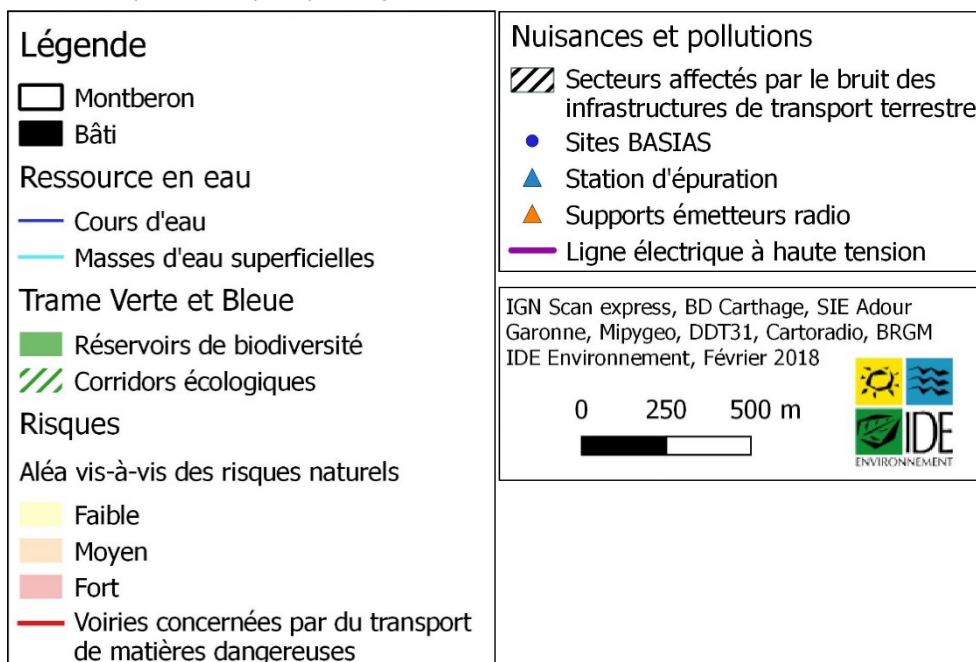 Légende
Montberon
Bâti
Ressource en eau
Cours d'eau
Masses d'eau superficielles
Trame Verte et Bleue
Réservoirs de biodiversité
Corridors écologiques
Risques
Aléa vis-à-vis des risques naturels
Faible
Moyen
Fort
Voiries concernées par du transport
de matières dangereuses
Nuisances et pollutions
Secteurs affectés par le bruit des
infrastructures de transport terrestre
Sites BASIAS
Station d'épuration
Supports émetteurs radio
Ligne électrique à haute tension
IGN Scan express, BD Carthage, SIE Adour
Garonne, Mipygeo, DDT31, Cartoradio, BRGM
IDE Environnement, Février 2018
0 250 500 m
IDE
ENVIRONNEMENT